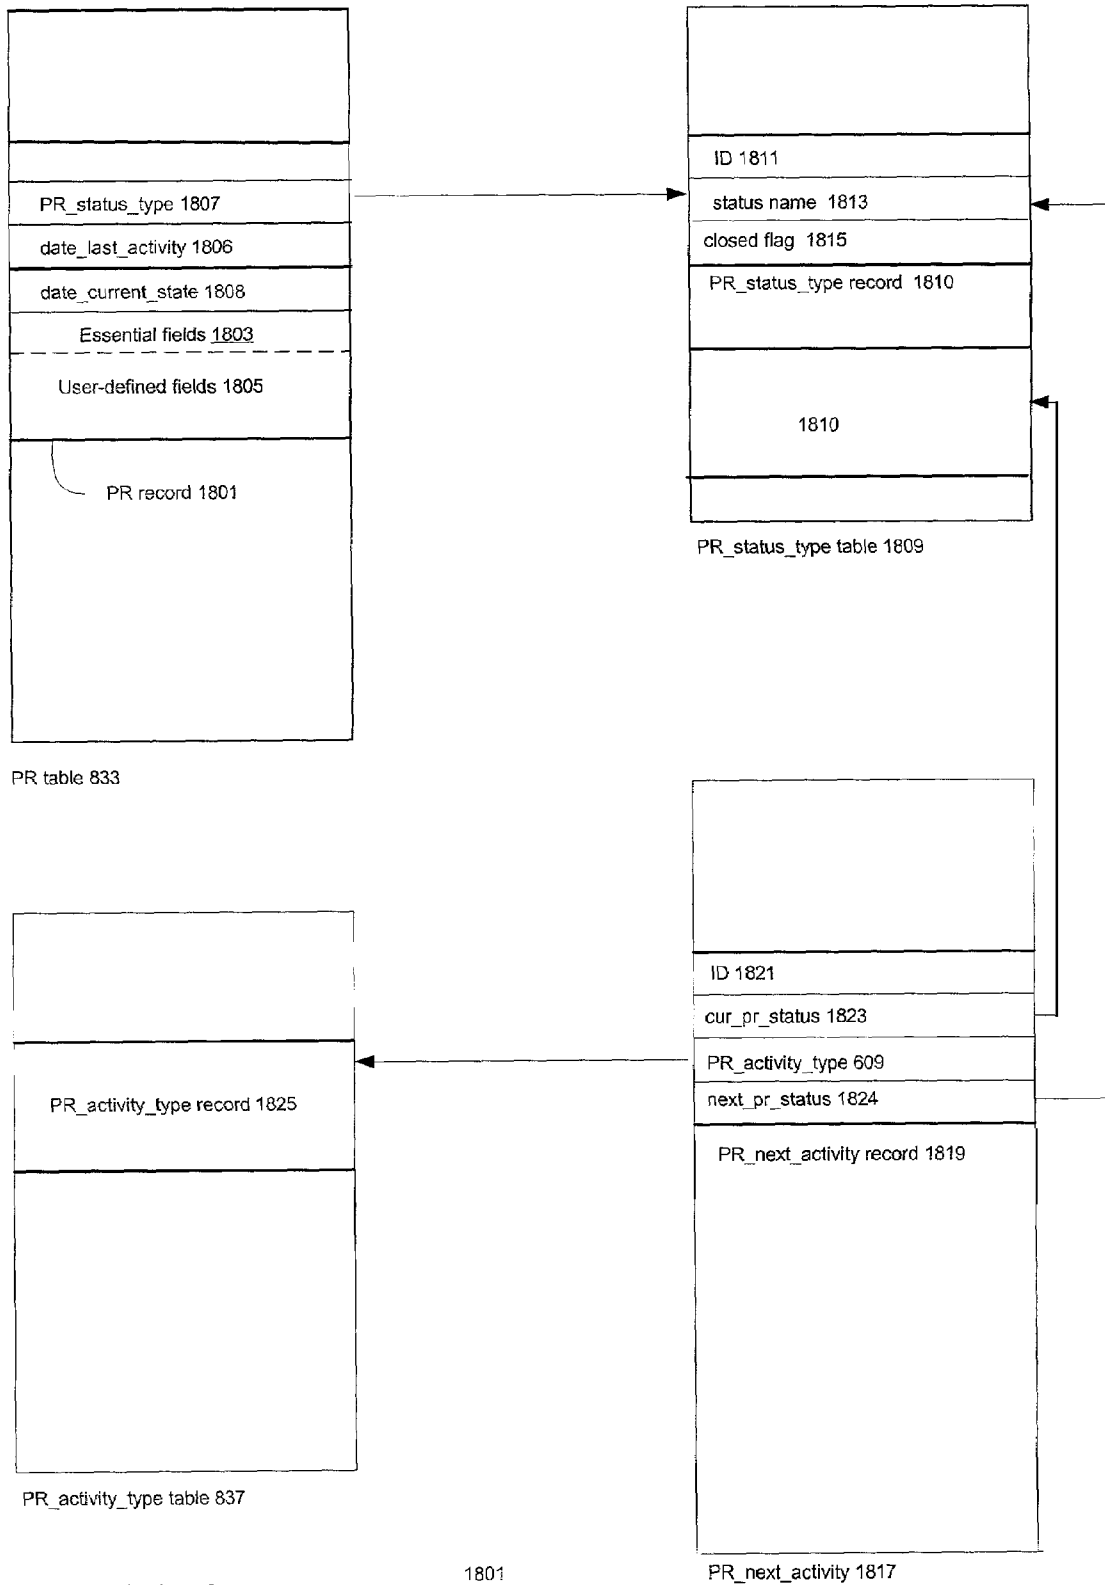 PR_status_type 1807
date_last_activity 1806
date_current_state 1808
Essential fields 1803
User-defined fields 1805
PR record 1801
PR table 833
ID 1811
status name 1813
closed flag 1815
PR_status_type record 1810
1810
PR_status_type table 1809
PR_activity_type record 1825
PR_activity_type table 837
ID 1821
cur_pr_status 1823
PR_activity_type 609
next_pr_status 1824
PR_next_activity record 1819
PR_next_activity 1817
1801